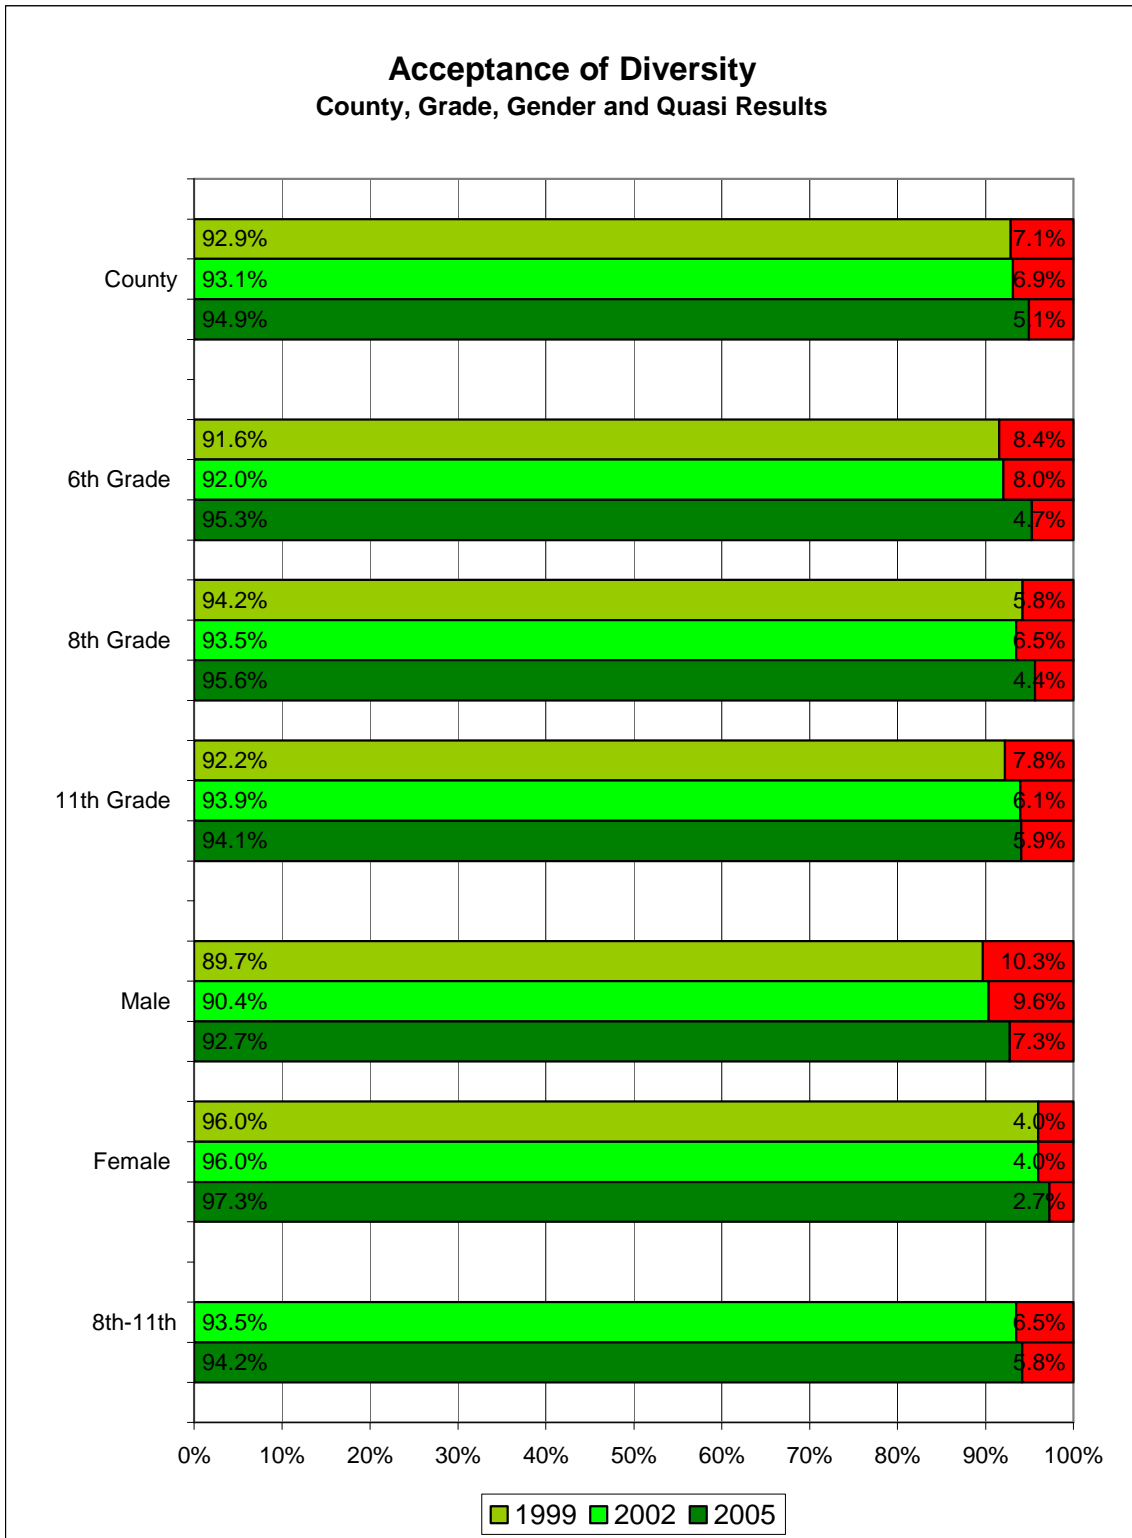 Acceptance of Diversity
County, Grade, Gender and Quasi Results
92.9% 7.1%
County 93.1% 6.9%
94.9% 5.1%
91.6% 8.4%
6th Grade 92.0% 8.0%
95.3% 4.7%
94.2% 5.8%
8th Grade 93.5% 6.5%
95.6% 4.4%
92.2% 7.8%
11th Grade 93.9% 6.1%
94.1% 5.9%
89.7% 10.3%
Male 90.4% 9.6%
92.7% 7.3%
96.0% 4.0%
Female 96.0% 4.0%
97.3% 2.7%
8th-11th 93.5% 6.5%
94.2% 5.8%
0% 10% 20% 30% 40% 50% 60% 70% 80% 90% 100%
1999 2002 2005